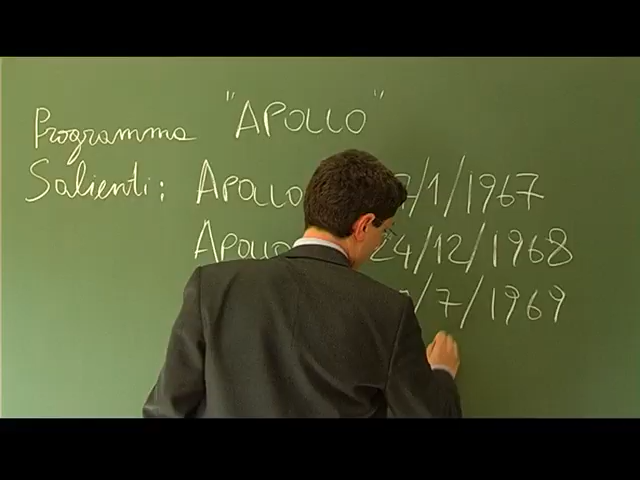 Programma "APOLLO"
Salienti: APOLLO 7/1/1967
APOLLO 24/12/1968
/7/1969